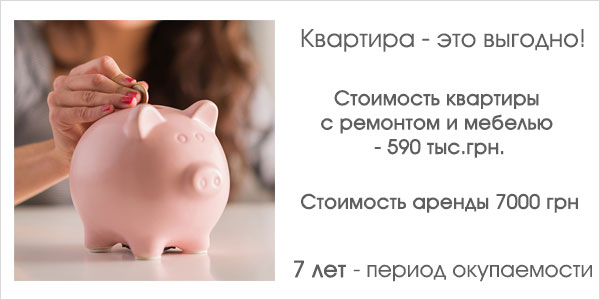 Квартира - это выгодно!
Стоимость квартиры
с ремонтом и мебелью
- 590 тыс.грн.
Стоимость аренды 7000 грн
7 лет - период окупаемости